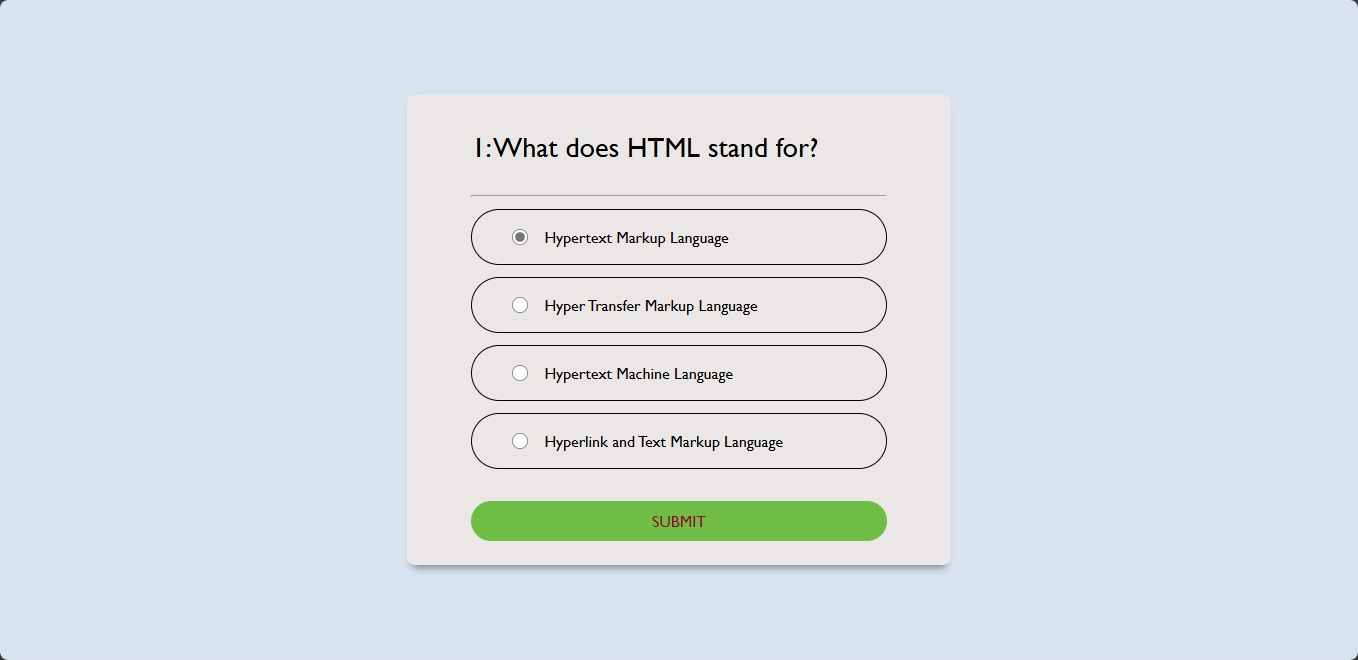 1: What does HTML stand for?
Hypertext Markup Language
Hyper Transfer Markup Language
Hypertext Machine Language
Hyperlink and Text Markup Language
SUBMIT